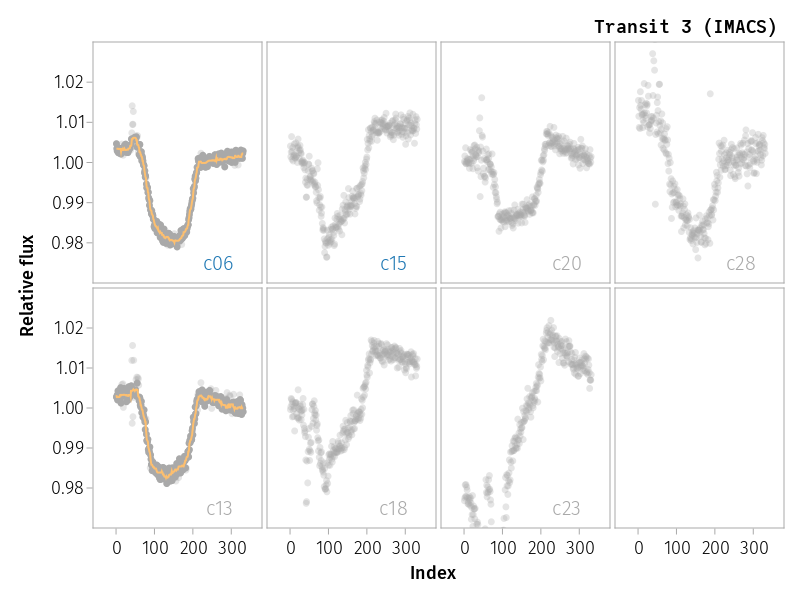 Transit 3 (IMACS)
Relative flux
1.02
1.01
1.00
0.99
0.98
c06
c15
c20
c28
1.02
1.01
1.00
0.99
0.98
c13
c18
c23
0 100 200 300
0 100 200 300
0 100 200 300
0 100 200 300
Index